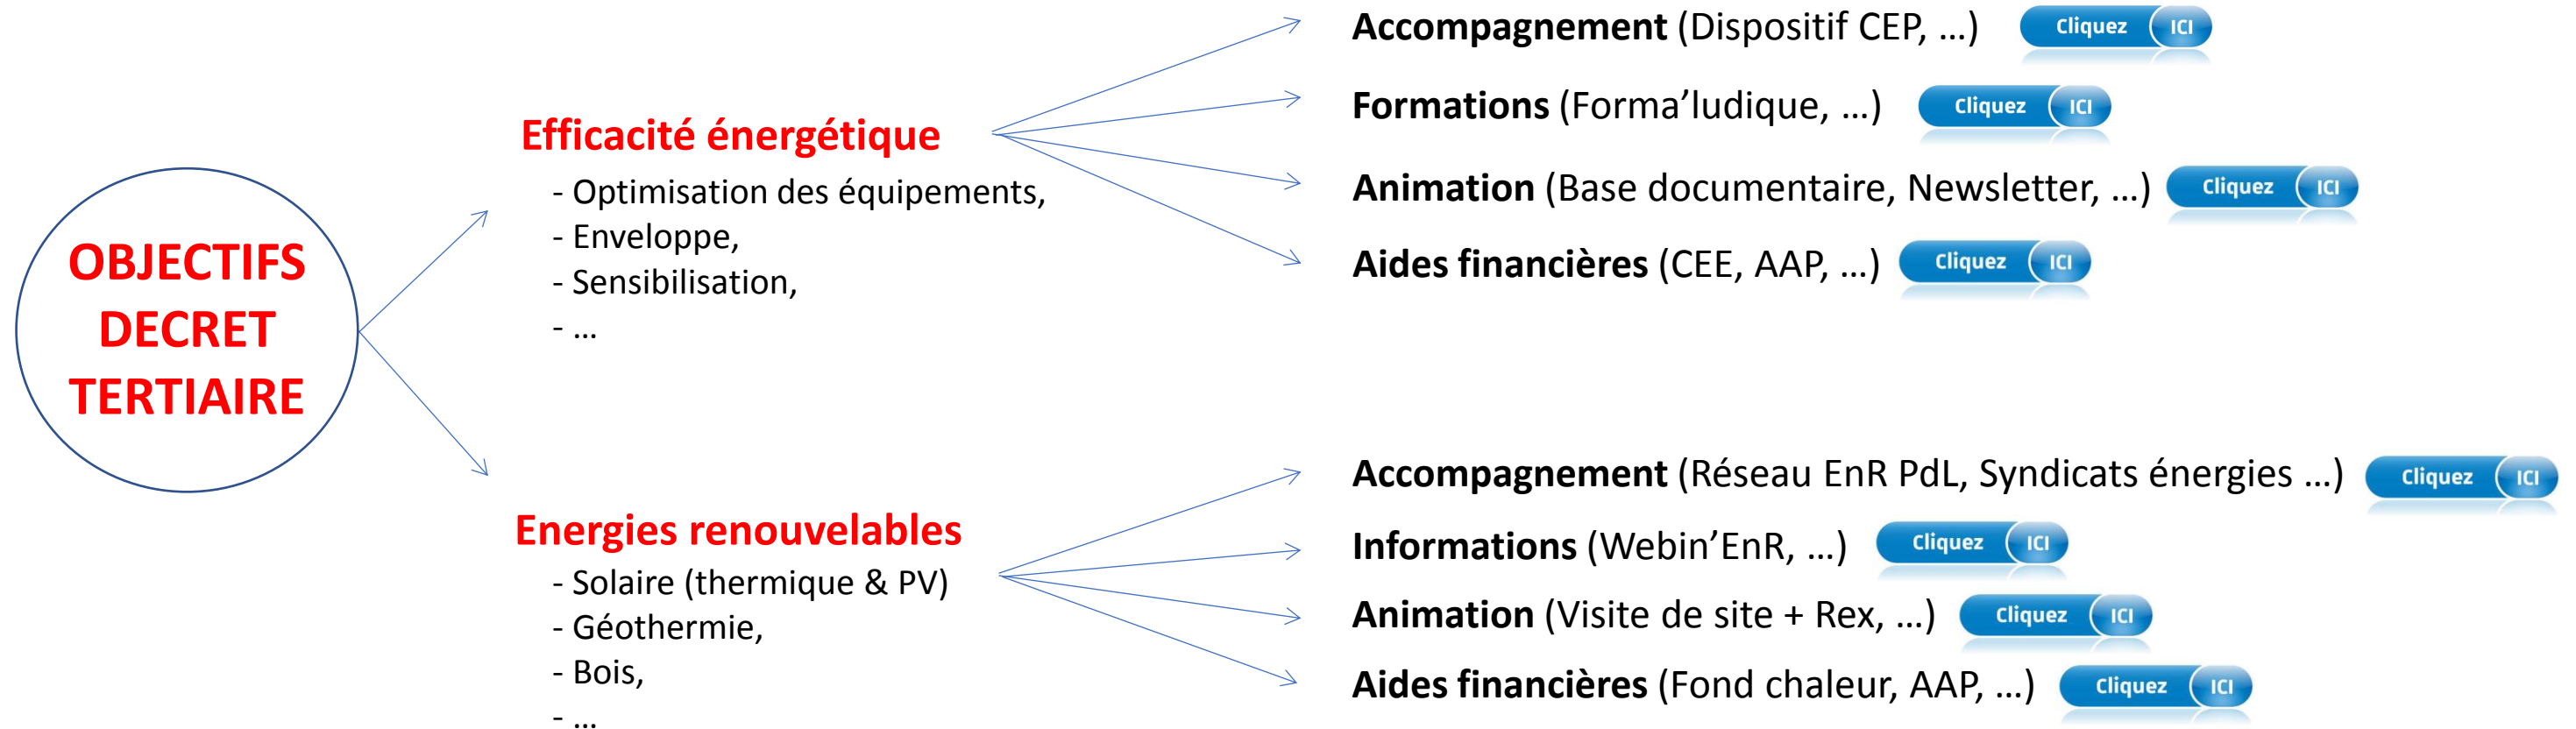 OBJECTIFS
DECRET
TERTIAIRE
Efficacité énergétique
- Optimisation des équipements,
- Enveloppe,
- Sensibilisation,
- ...
Accompagnement (Dispositif CEP, ...) Cliquez ICI
Formations (Forma’ludique, ...) Cliquez ICI
Animation (Base documentaire, Newsletter, ...) Cliquez ICI
Aides financières (CEE, AAP, ...) Cliquez ICI
Energies renouvelables
- Solaire (thermique & PV)
- Géothermie,
- Bois,
- ...
Accompagnement (Réseau EnR PdL, Syndicats énergies ...) Cliquez ICI
Informations (Webin’EnR, ...) Cliquez ICI
Animation (Visite de site + Rex, ...) Cliquez ICI
Aides financières (Fond chaleur, AAP, ...) Cliquez ICI